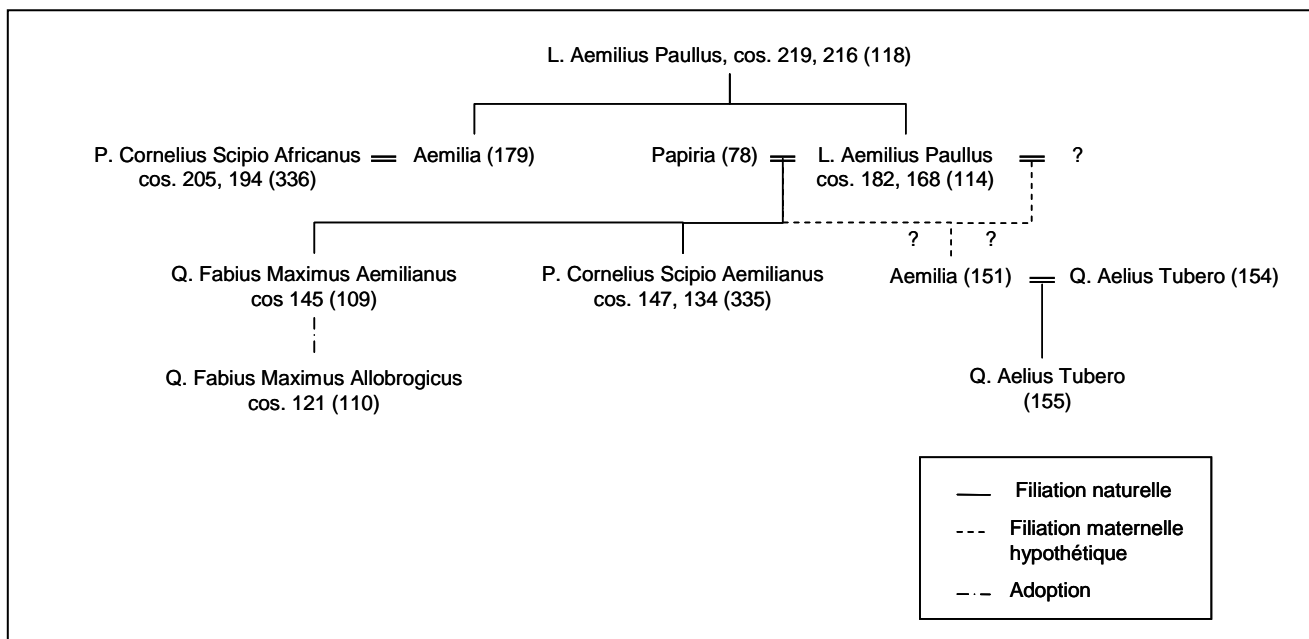 L. Aemilius Paullus, cos. 219, 216 (118)
P. Cornelius Scipio Africanus
cos. 205, 194 (336)
Aemilia (179)
Papiria (78)
L. Aemilius Paullus
cos. 182, 168 (114)
?
? ?
Q. Fabius Maximus Aemilianus
cos 145 (109)
P. Cornelius Scipio Aemilianus
cos. 147, 134 (335)
Aemilia (151)
Q. Aelius Tubero (154)
Q. Fabius Maximus Allobrogicus
cos. 121 (110)
Q. Aelius Tubero
(155)
Filiation naturelle
Filiation maternelle
hypothétique
Adoption